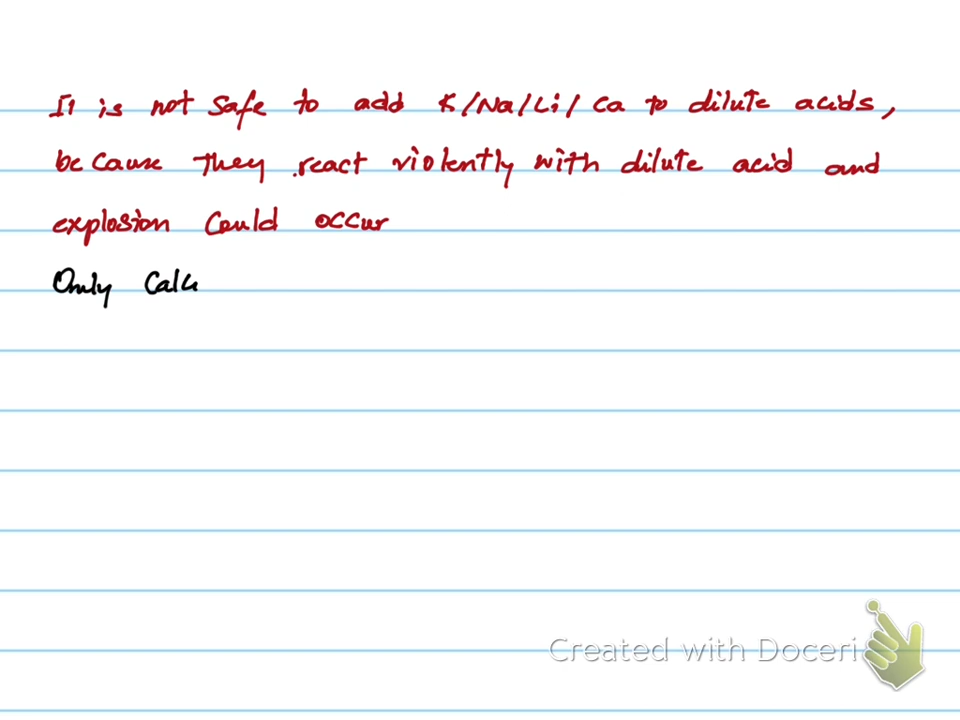 It is not safe to add K/Na/Li/Ca to dilute acids,
because They react violently with dilute acid and
explosion Could occur
Only Calc
Created with Doceri